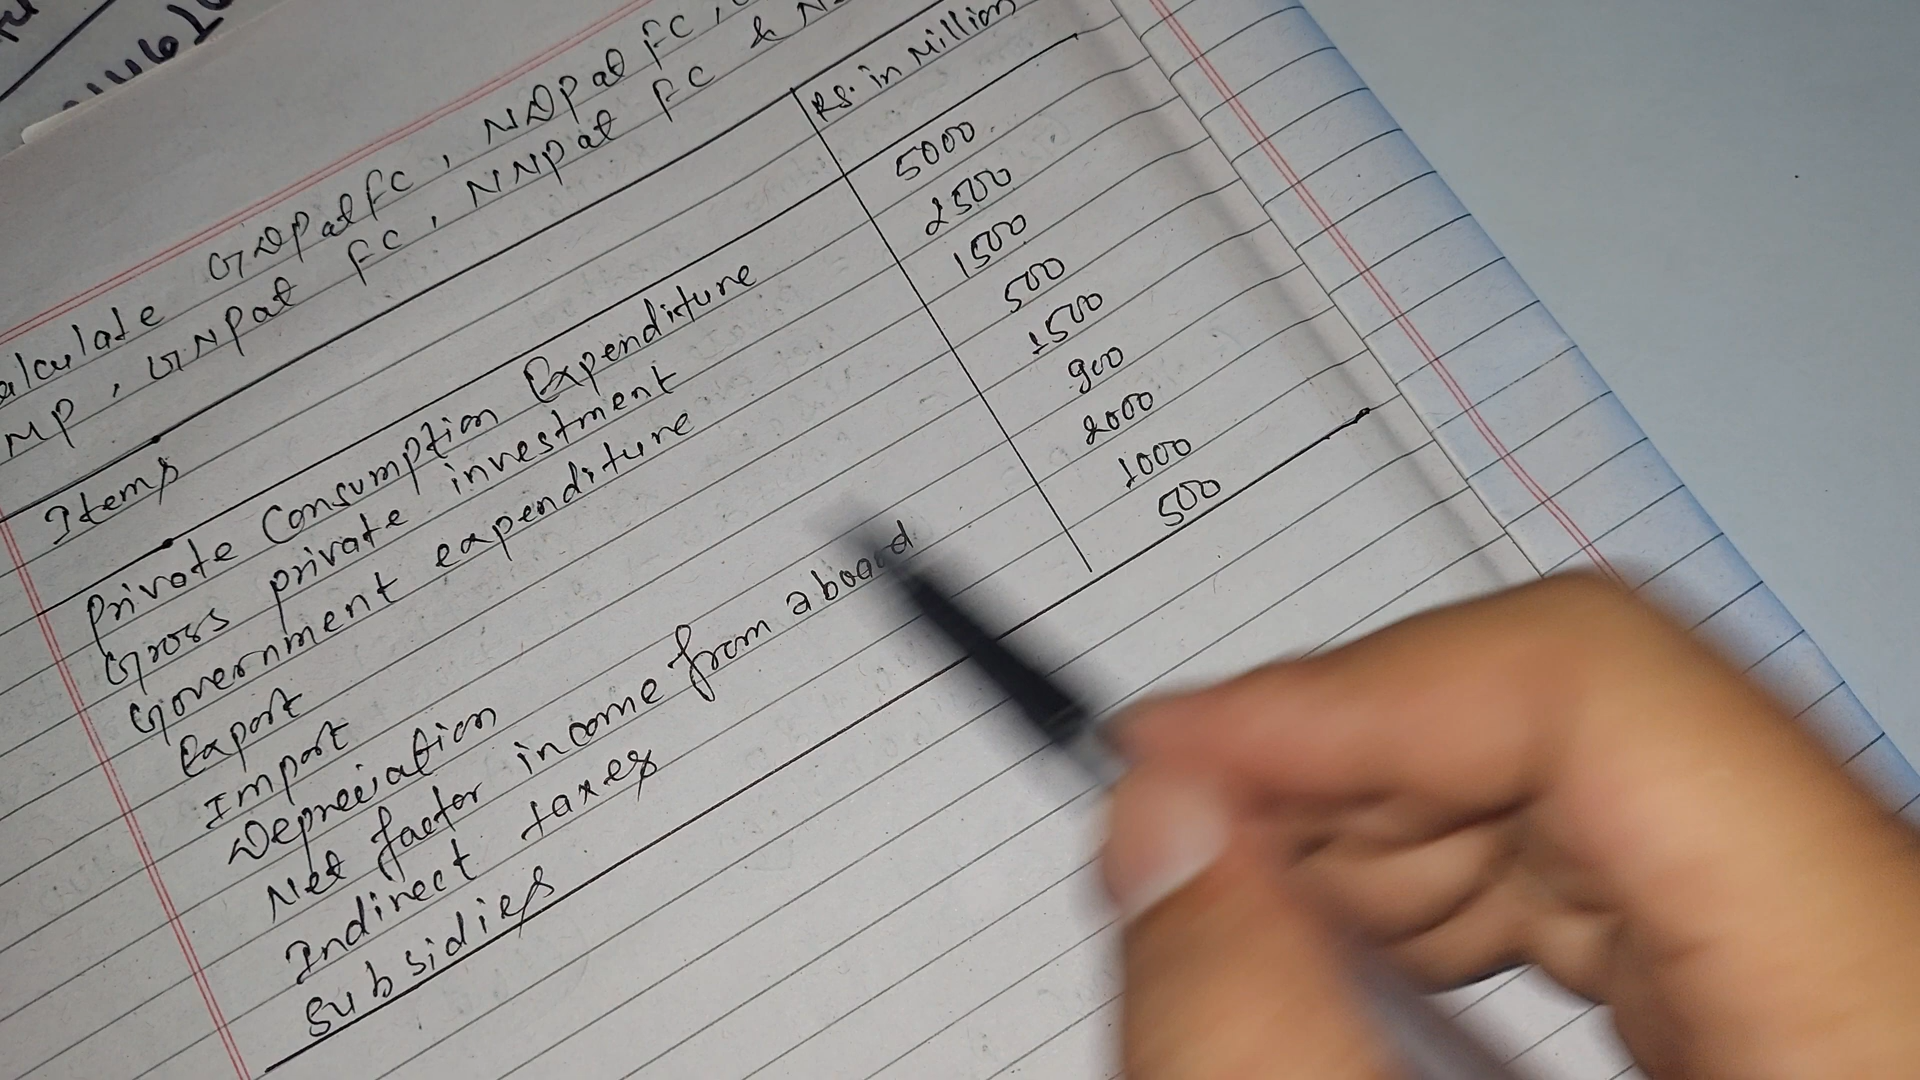 alculate GDP at FC, NDP at FC,
MP, GNP at FC, NNP at FC &
Items Rs. in Million
Private Consumption Expenditure 5000
Gross private investment 2500
Government expenditure 1500
Export 500
Import 1500
Depreciation 900
Net factor income from aboard 2000
Indirect taxes 1000
Subsidies 500